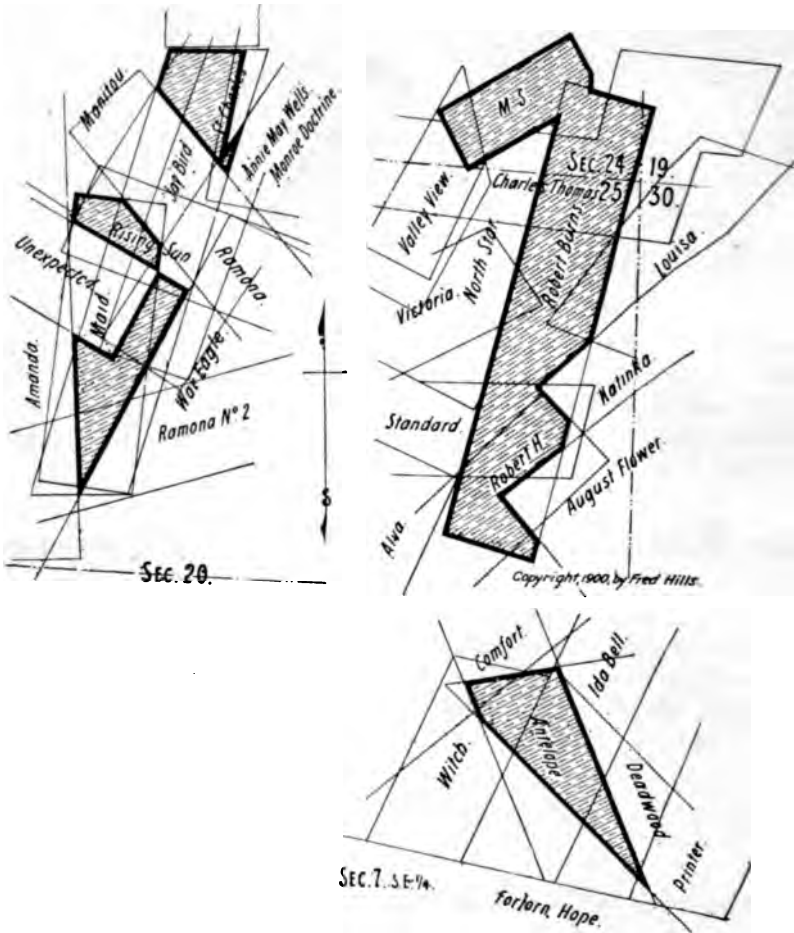 Manitou.
Jay Bird
Annie May Wells.
Monroe Doctrine.
Rising Sun
Unexpected.
Maid.
Ramona.
War Eagle
Amanda.
Ramona Nº 2
S
SEC. 20.
M-S
SEC. 24 19.
Charles Thomas 25 30.
Valley View.
Victoria.
North Star.
Robert Burns
Louisa.
Katinka.
Standard.
Robert H.
August Flower.
Alva.
Copyright, 1900, by Fred Hills.
Comfort.
Ida Bell.
Witch.
Antelope
Deadwood
Printer.
SEC. 7. S.E. 1/4.
Forlorn Hope.